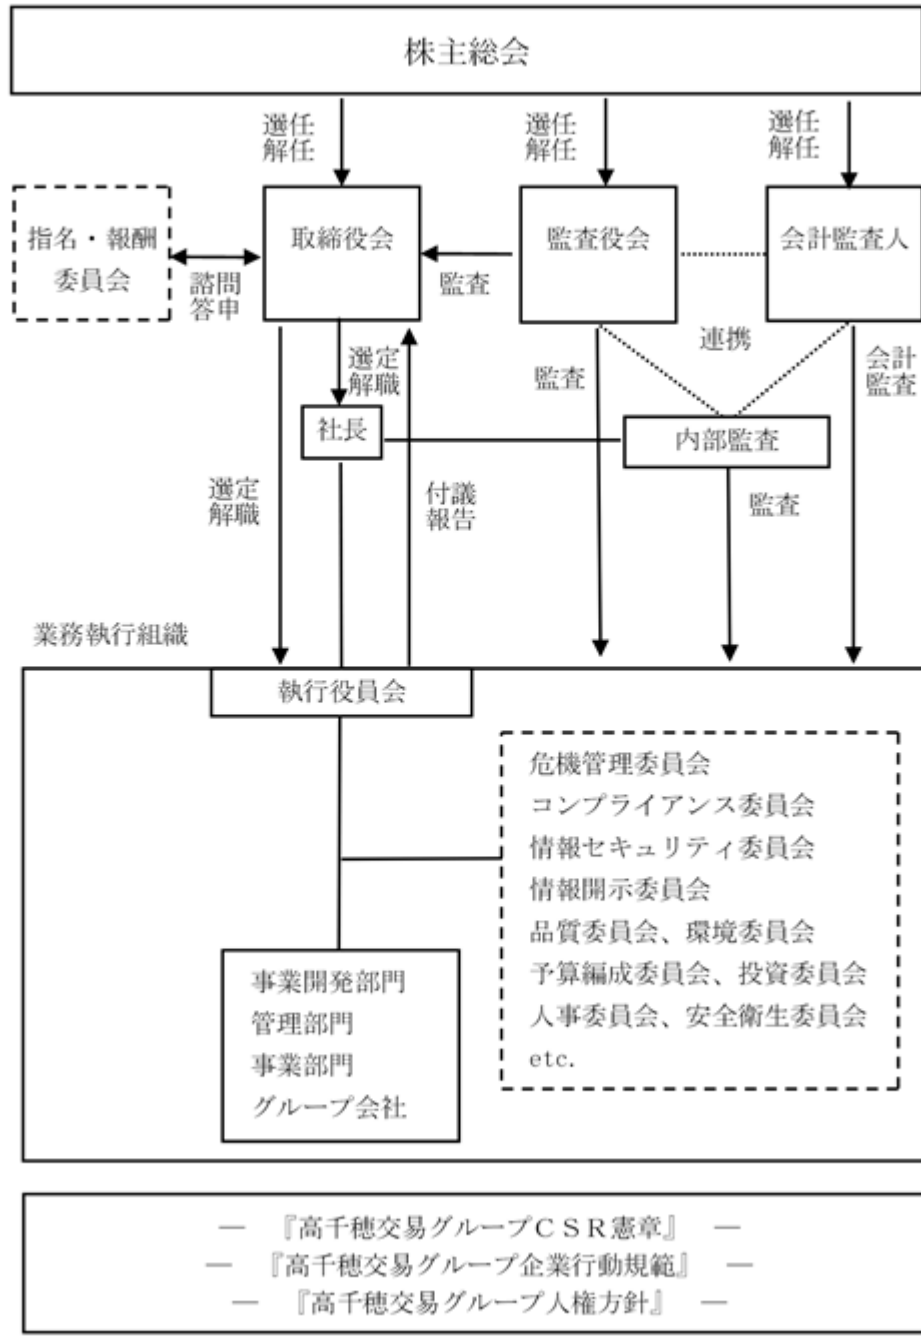 株主総会
選任
解任
選任
解任
選任
解任
指名・報酬
委員会
諮問
答申
取締役会
監査
監査役会
会計監査人
連携
選定
解職
社長
監査
内部監査
会計
監査
選定
解職
付議
報告
監査
業務執行組織
執行役員会
危機管理委員会
コンプライアンス委員会
情報セキュリティ委員会
情報開示委員会
品質委員会、環境委員会
予算編成委員会、投資委員会
人事委員会、安全衛生委員会
etc.
事業開発部門
管理部門
事業部門
グループ会社
― 『高千穂交易グループＣＳＲ憲章』 ―
― 『高千穂交易グループ企業行動規範』 ―
― 『高千穂交易グループ人権方針』 ―